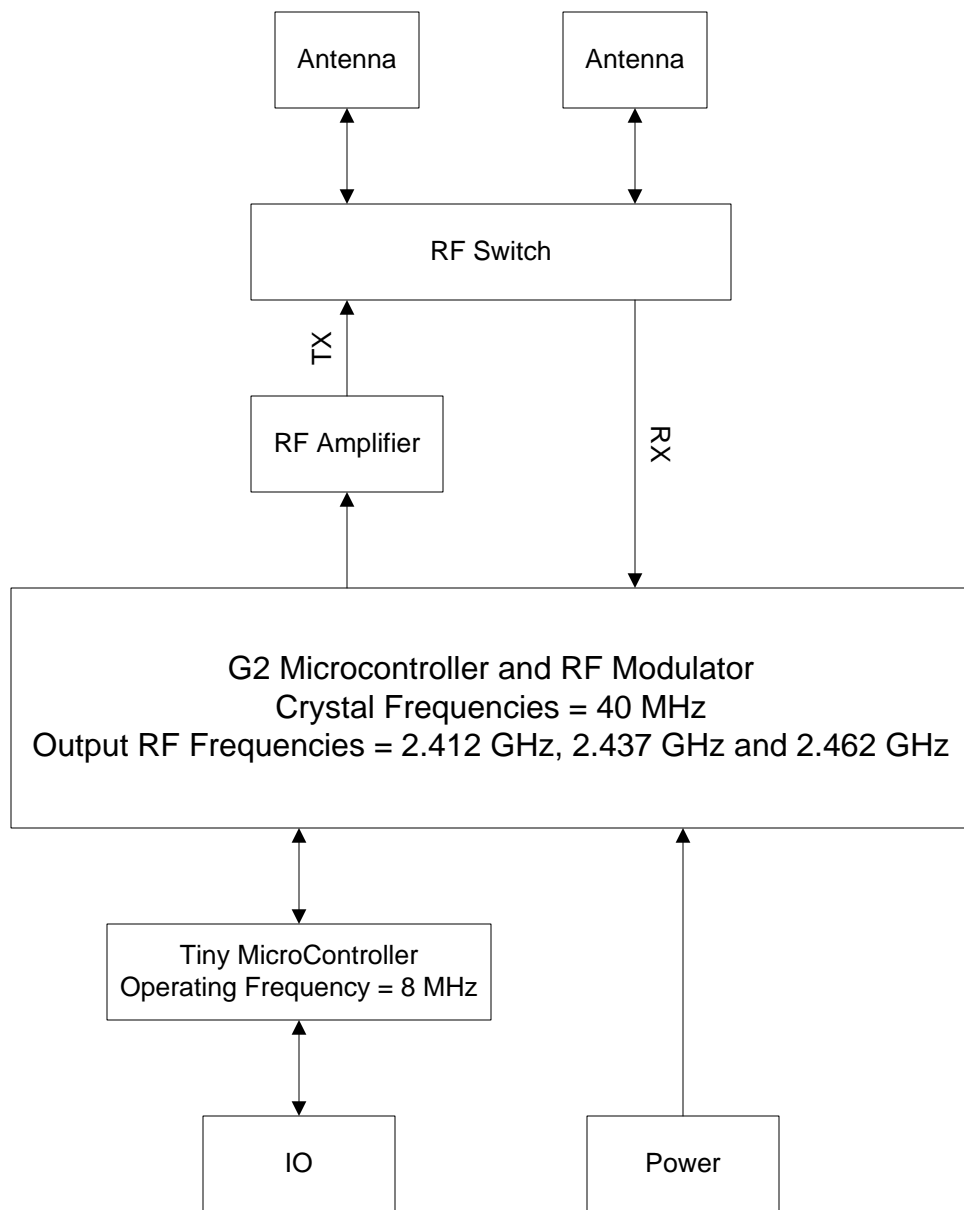 Antenna
Antenna
RF Switch
TX
RF Amplifier
RX
G2 Microcontroller and RF Modulator
Crystal Frequencies = 40 MHz
Output RF Frequencies = 2.412 GHz, 2.437 GHz and 2.462 GHz
Tiny MicroController
Operating Frequency = 8 MHz
IO
Power